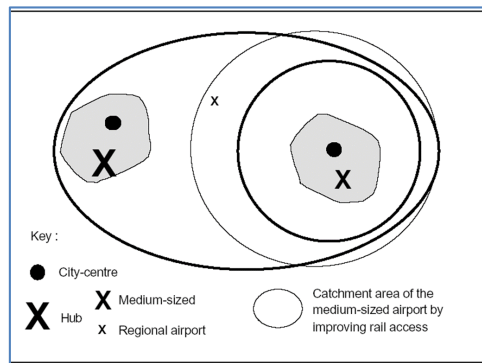 Key :
City-centre
Hub
Medium-sized
Regional airport
Catchment area of the
medium-sized airport by
improving rail access